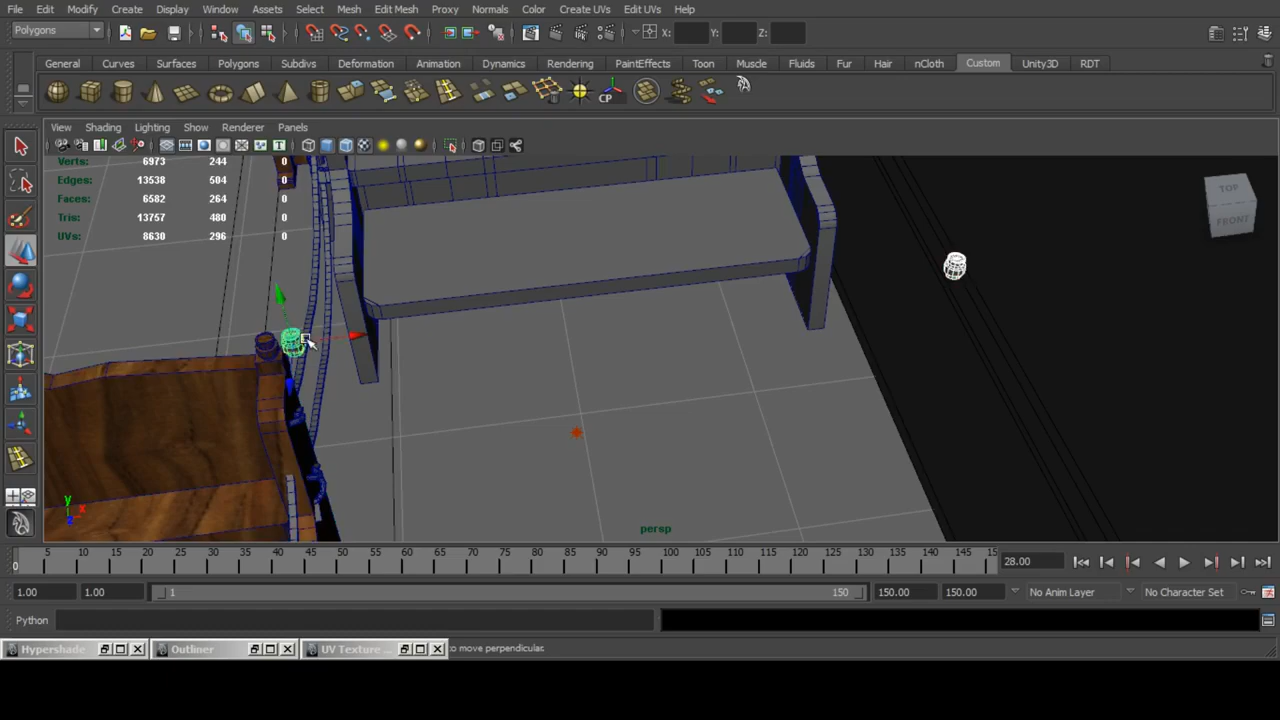 File Edit Modify Create Display Window Assets Select Mesh Edit Mesh Proxy Normals Color Create UVs Edit UVs Help
Polygons X: Y: Z:
General Curves Surfaces Polygons Subdivs Deformation Animation Dynamics Rendering PaintEffects Toon Muscle Fluids Fur Hair nCloth Custom Unity3D RDT
CP
View Shading Lighting Show Renderer Panels
Verts: 6973 244 0
Edges: 13538 504 0
Faces: 6582 264 0
Tris: 13757 480 0
UVs: 8630 296 0
TOP
FRONT
y
x
z
persp
5 10 15 20 25 30 35 40 45 50 55 60 65 70 75 80 85 90 95 100 105 110 115 120 125 130 135 140 145 15
0 28.00
1.00 1.00 1 150 150.00 150.00 No Anim Layer No Character Set
Python
Hypershade Outliner UV Texture ... to move perpendicular.